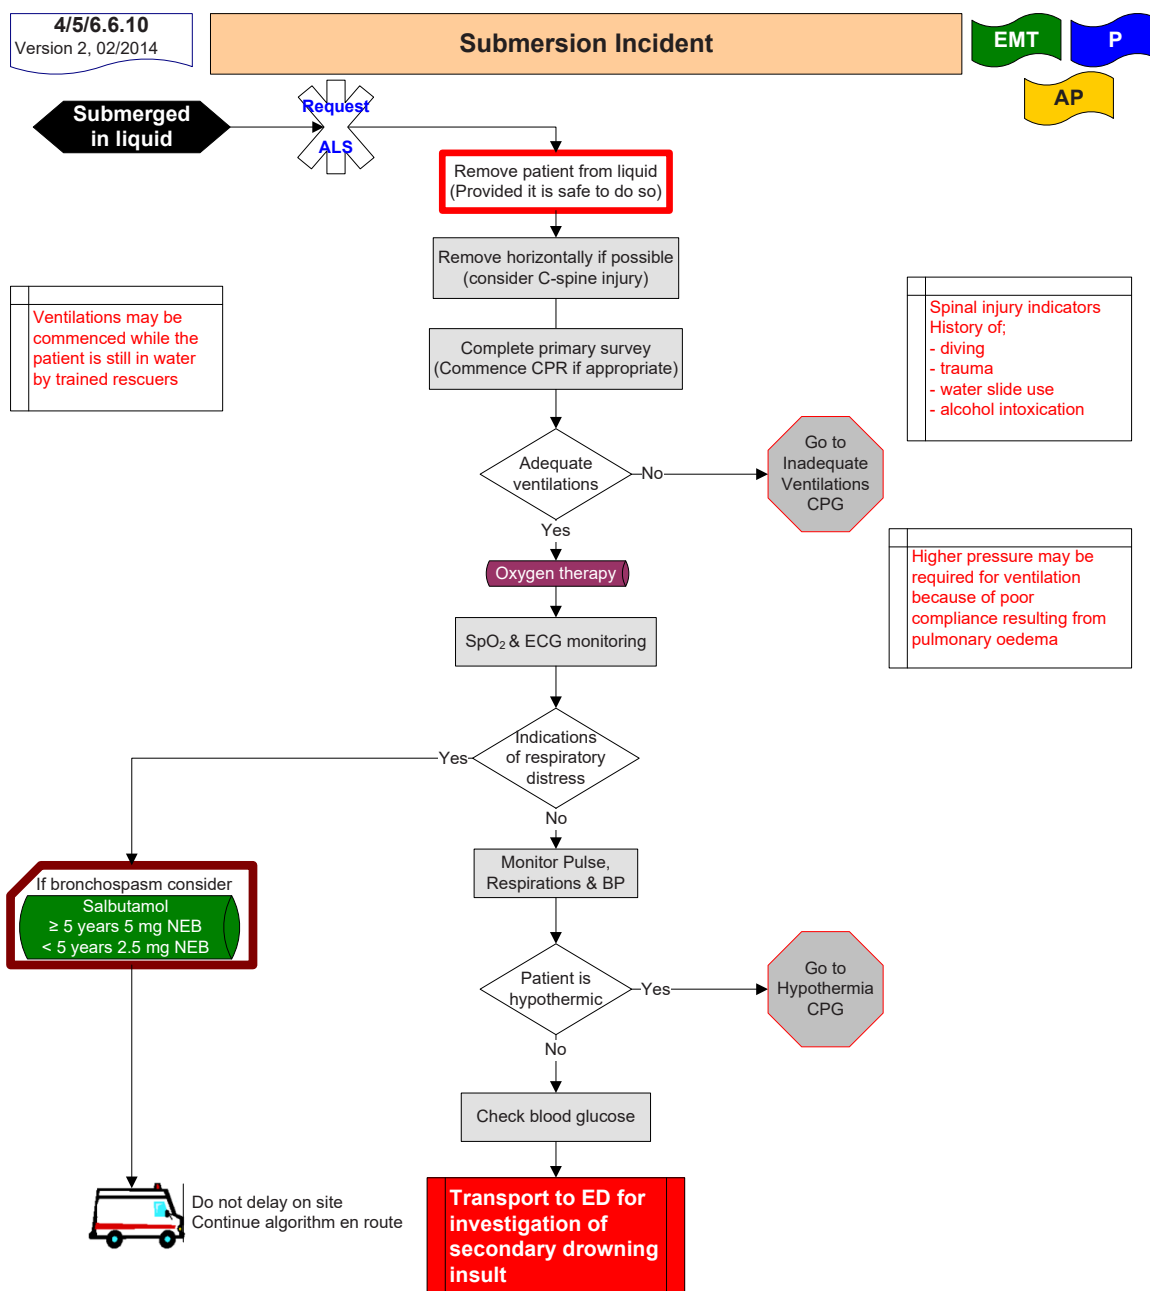 4/5/6.6.10
Version 2, 02/2014
Submersion Incident
EMT
P
AP
Submerged
in liquid
Request
ALS
Remove patient from liquid
(Provided it is safe to do so)
Remove horizontally if possible
(consider C-spine injury)
Ventilations may be
commenced while the
patient is still in water
by trained rescuers
Spinal injury indicators
History of;
- diving
- trauma
- water slide use
- alcohol intoxication
Complete primary survey
(Commence CPR if appropriate)
Adequate
ventilations
No
Go to
Inadequate
Ventilations
CPG
Yes
Oxygen therapy
Higher pressure may be
required for ventilation
because of poor
compliance resulting from
pulmonary oedema
SpO₂ & ECG monitoring
Indications
of respiratory
distress
Yes
No
If bronchospasm consider
Salbutamol
≥ 5 years 5 mg NEB
< 5 years 2.5 mg NEB
Monitor Pulse,
Respirations & BP
Patient is
hypothermic
Yes
Go to
Hypothermia
CPG
No
Check blood glucose
Do not delay on site
Continue algorithm en route
Transport to ED for
investigation of
secondary drowning
insult